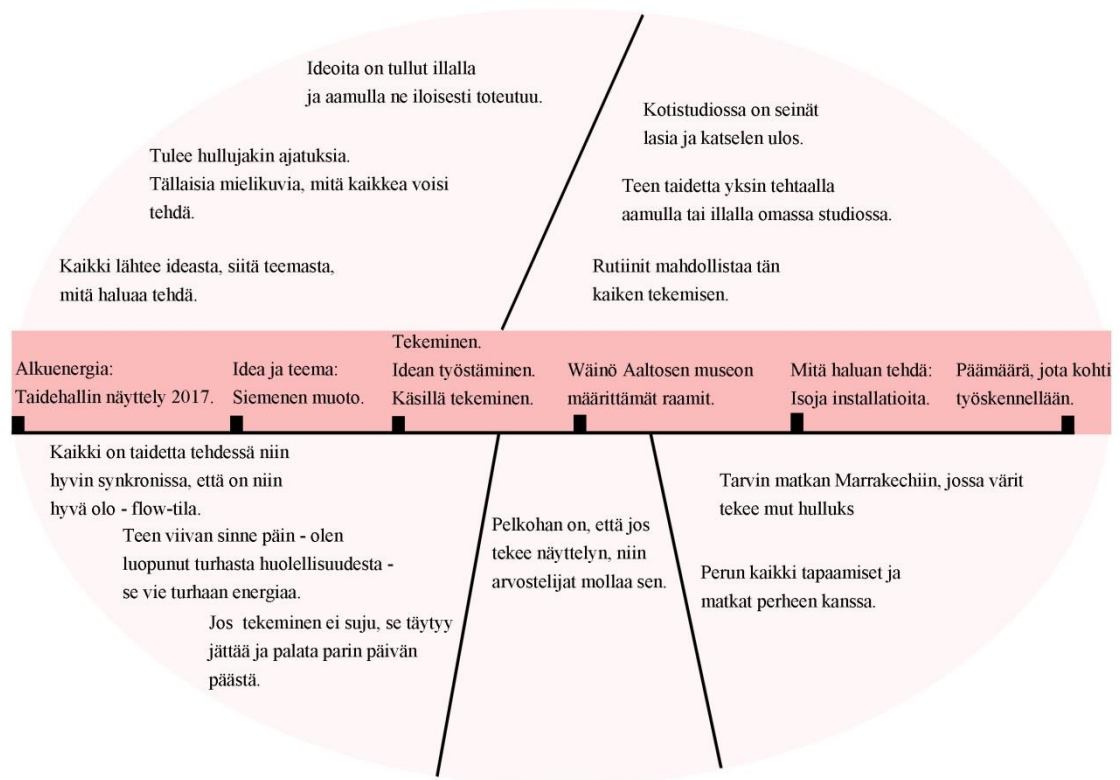 Ideoita on tullut illalla
ja aamulla ne iloisesti toteutuu.
Tulee hullujakin ajatuksia.
Tällaisia mielikuvia, mitä kaikkea voisi
tehdä.
Kaikki lähtee ideasta, siitä teemasta,
mitä haluaa tehdä.
Kotistudiossa on seinät
lasia ja katselen ulos.
Teen taidetta yksin tehtaalla
aamulla tai illalla omassa studiossa.
Rutiinit mahdollistaa tän
kaiken tekemisen.
Alkuenergia:
Taidehallin näyttely 2017.
Idea ja teema:
Siemenen muoto.
Tekeminen.
Idean työstäminen.
Käsillä tekeminen.
Wäinö Aaltosen museon
määrittämät raamit.
Mitä haluan tehdä:
Isoja installatioita.
Päämäärä, jota kohti
työskennellään.
Kaikki on taidetta tehdessä niin
hyvin synkronissa, että on niin
hyvä olo - flow-tila.
Teen viivan sinne päin - olen
luopunut turhasta huolellisuudesta -
se vie turhaan energiaa.
Jos tekeminen ei suju, se täytyy
jättää ja palata parin päivän
päästä.
Pelkohan on, että jos
tekee näyttelyn, niin
arvostelijat mollaa sen.
Tarvin matkan Marrakechiin, jossa värit
tekee mut hulluks
Perun kaikki tapaamiset ja
matkat perheen kanssa.